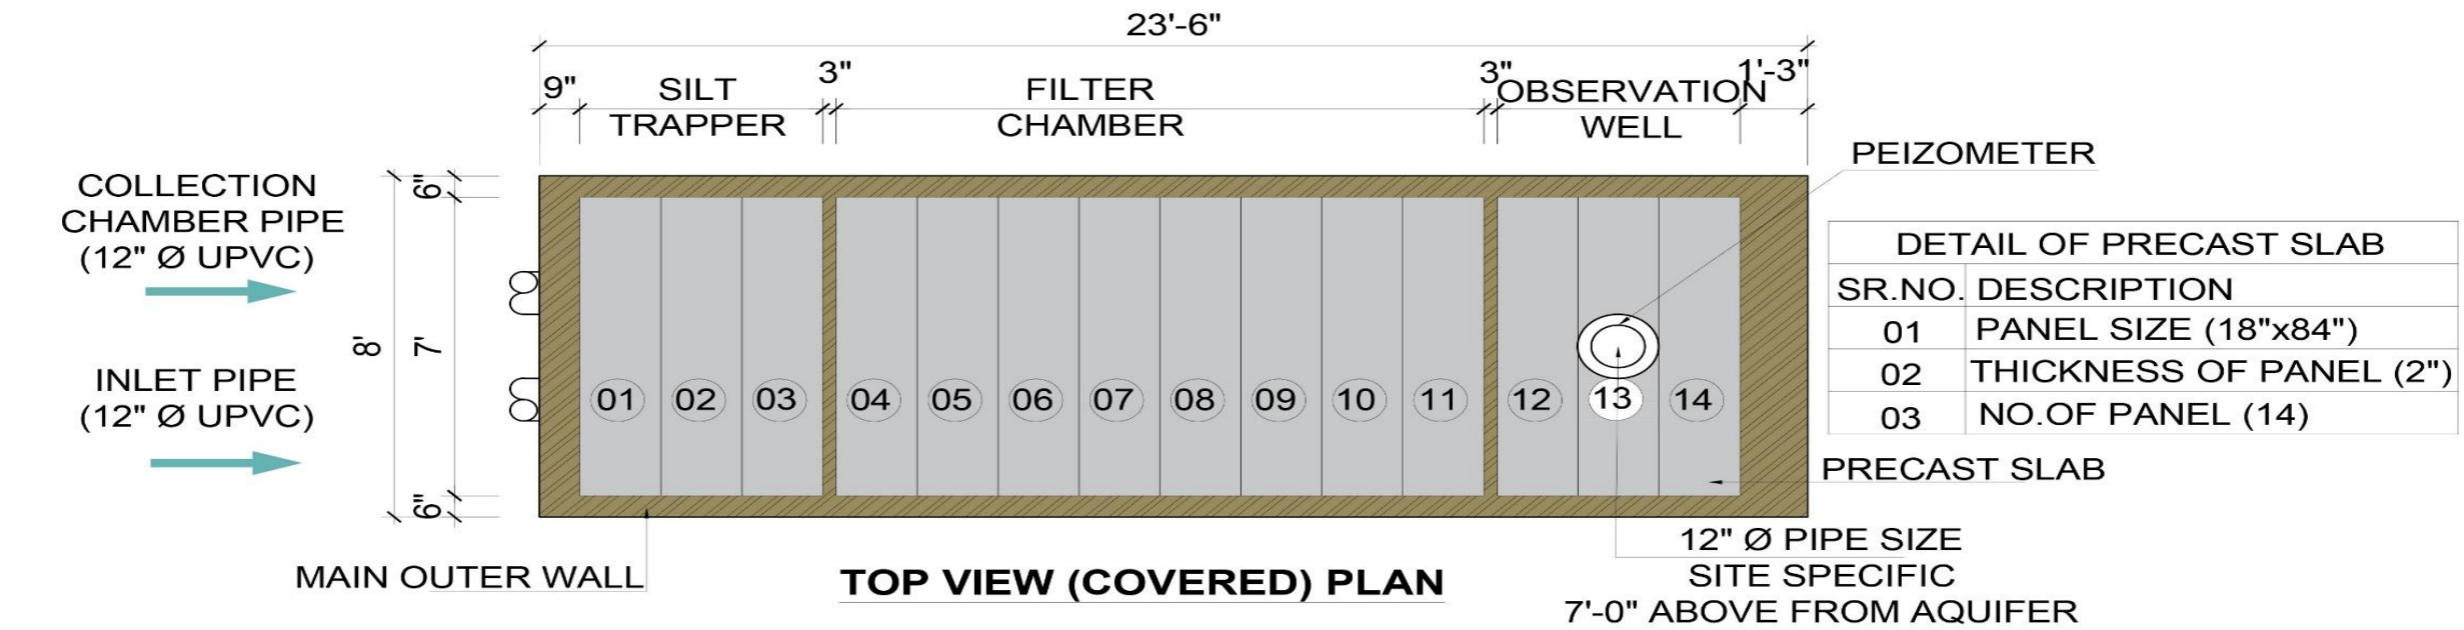 23'-6"
9"
SILT
TRAPPER
3"
FILTER
CHAMBER
3"
OBSERVATION
WELL
1'-3"
PEIZOMETER
COLLECTION
CHAMBER PIPE
(12" Ø UPVC)
INLET PIPE
(12" Ø UPVC)
8'
6"
7'
6"
01 02 03 04 05 06 07 08 09 10 11 12 13 14
DETAIL OF PRECAST SLAB
SR.NO. DESCRIPTION
01 PANEL SIZE (18"x84")
02 THICKNESS OF PANEL (2")
03 NO.OF PANEL (14)
PRECAST SLAB
MAIN OUTER WALL
TOP VIEW (COVERED) PLAN
12" Ø PIPE SIZE
SITE SPECIFIC
7'-0" ABOVE FROM AQUIFER